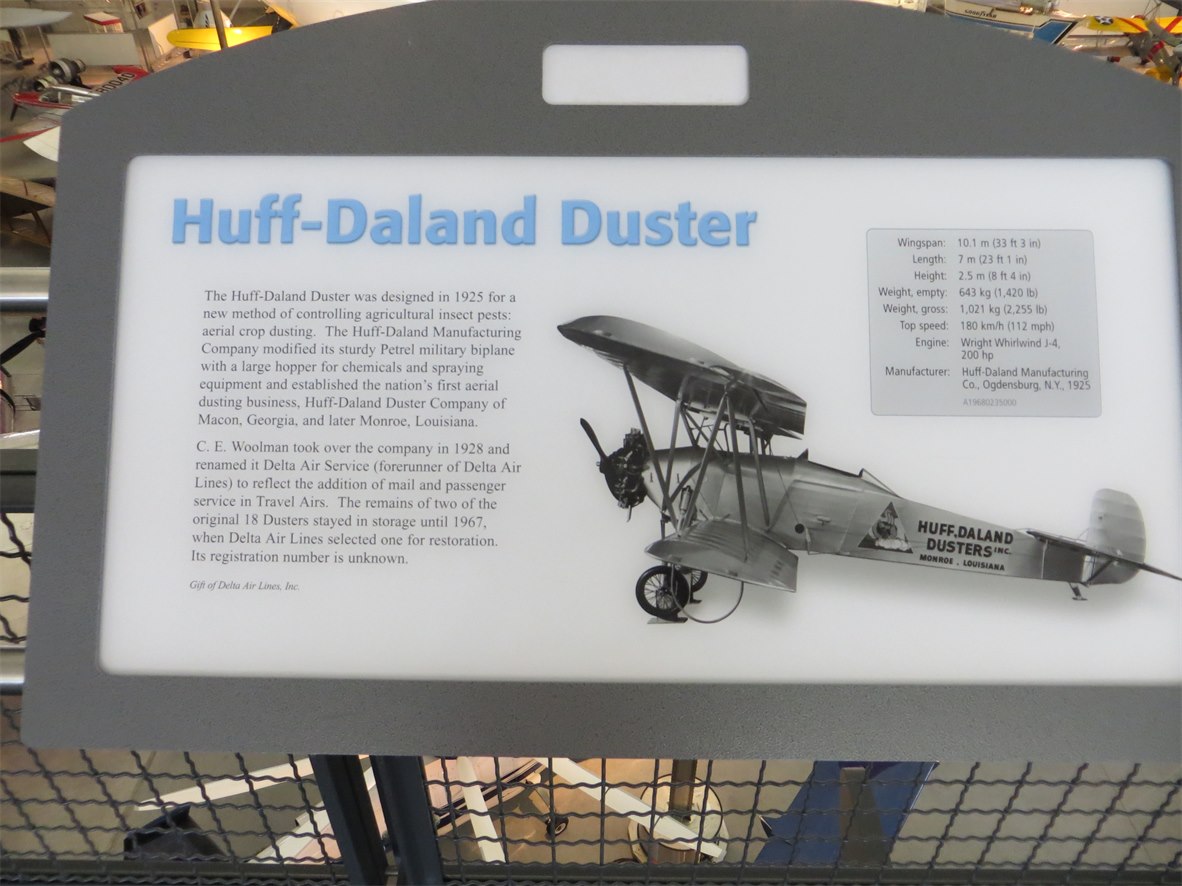 GOODYEAR
Huff-Daland Duster
The Huff-Daland Duster was designed in 1925 for a
new method of controlling agricultural insect pests:
aerial crop dusting. The Huff-Daland Manufacturing
Company modified its sturdy Petrel military biplane
with a large hopper for chemicals and spraying
equipment and established the nation's first aerial
dusting business, Huff-Daland Duster Company of
Macon, Georgia, and later Monroe, Louisiana.
C. E. Woolman took over the company in 1928 and
renamed it Delta Air Service (forerunner of Delta Air
Lines) to reflect the addition of mail and passenger
service in Travel Airs. The remains of two of the
original 18 Dusters stayed in storage until 1967,
when Delta Air Lines selected one for restoration.
Its registration number is unknown.
Gift of Delta Air Lines, Inc.
Wingspan: 10.1 m (33 ft 3 in)
Length: 7 m (23 ft 1 in)
Height: 2.5 m (8 ft 4 in)
Weight, empty: 643 kg (1,420 lb)
Weight, gross: 1,021 kg (2,255 lb)
Top speed: 180 km/h (112 mph)
Engine: Wright Whirlwind J-4,
200 hp
Manufacturer: Huff-Daland Manufacturing
Co., Ogdensburg, N.Y., 1925
A19680235000
HUFF, DALAND
DUSTERS INC.
MONROE . LOUISIANA